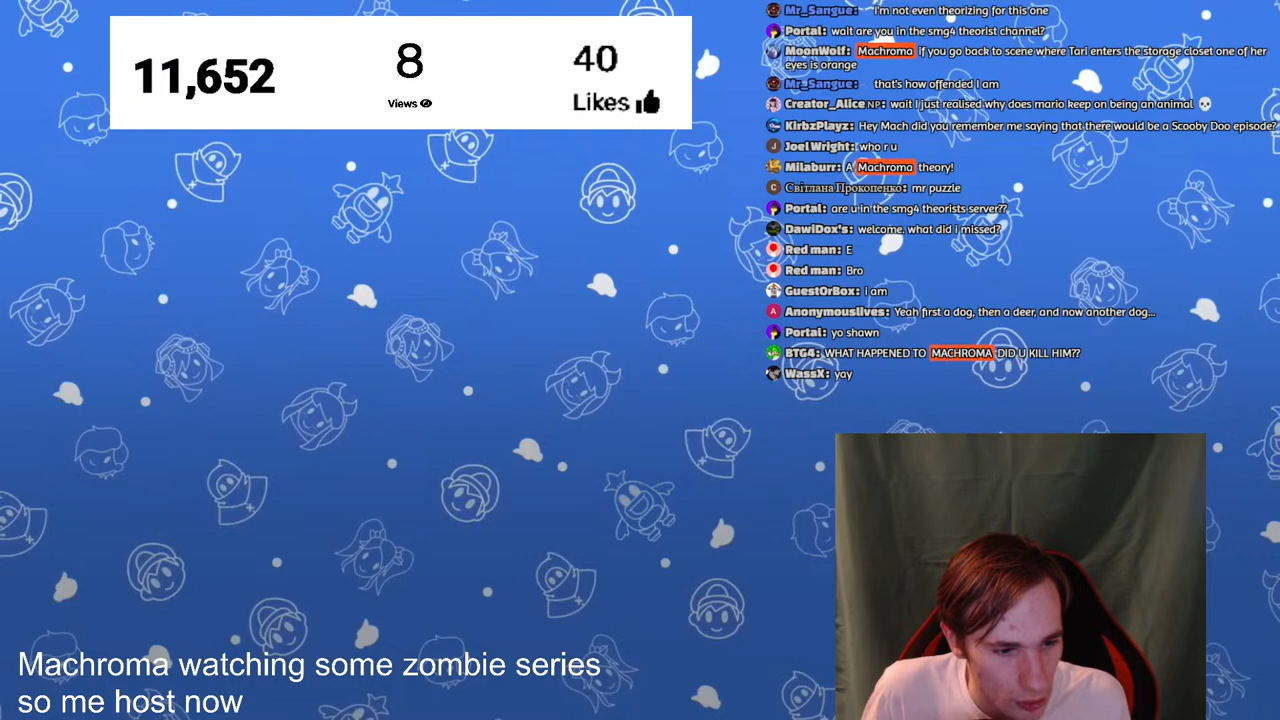 11,652
8
Views
40
Likes
Mr_Sangue: I'm not even theorizing for this one
Portal: wait are you in the smg4 theorist channel?
MoonWolf: Machroma if you go back to scene where Tari enters the storage closet one of her
eyes is orange
Mr_Sangue: that's how offended I am
Creator_Alice NP: wait I just realised why does mario keep on being an animal 💀
KirbzPlayz: Hey Mach did you remember me saying that there would be a Scooby Doo episode?
Joel Wright: who r u
Milaburr: A Machroma theory!
Світлана Прокопенко: mr puzzle
Portal: are u in the smg4 theorists server??
DawiDox's: welcome. what did i missed?
Red man: E
Red man: Bro
GuestOrBox: i am
Anonymouslives: Yeah first a dog, then a deer, and now another dog...
Portal: yo shawn
BTG4: WHAT HAPPENED TO MACHROMA DID U KILL HIM??
WassX: yay
Machroma watching some zombie series
so me host now